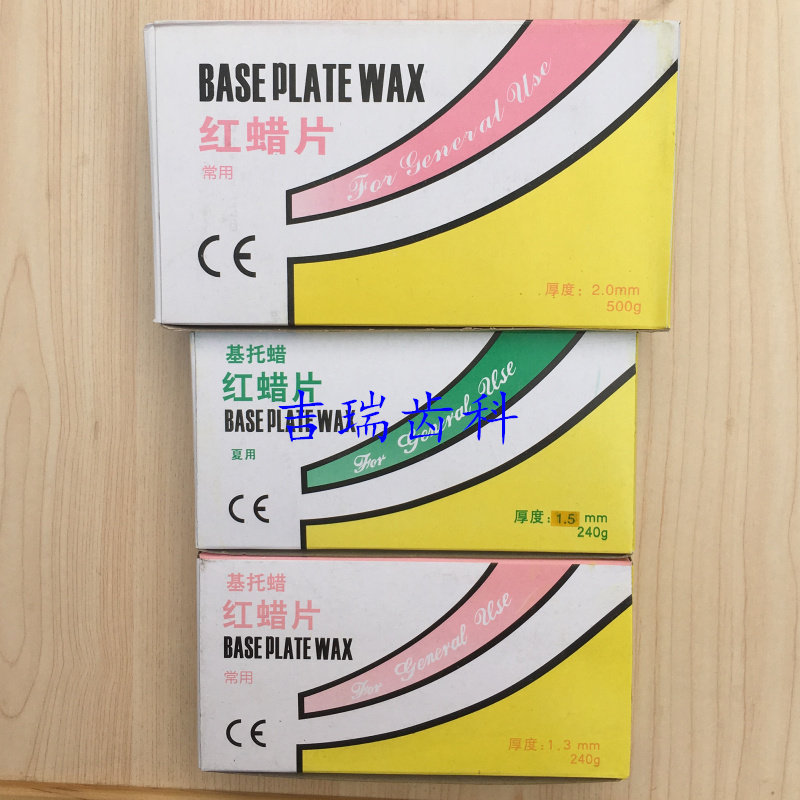 BASE PLATE WAX
红蜡片
常用
For General Use
CE
厚度：2.0mm
500g
基托蜡
红蜡片
BASE PLATE WAX
吉瑞齿科
夏用
For General Use
CE
厚度：1.5 mm
240g
基托蜡
红蜡片
BASE PLATE WAX
常用
For General Use
CE
厚度：1.3 mm
240g